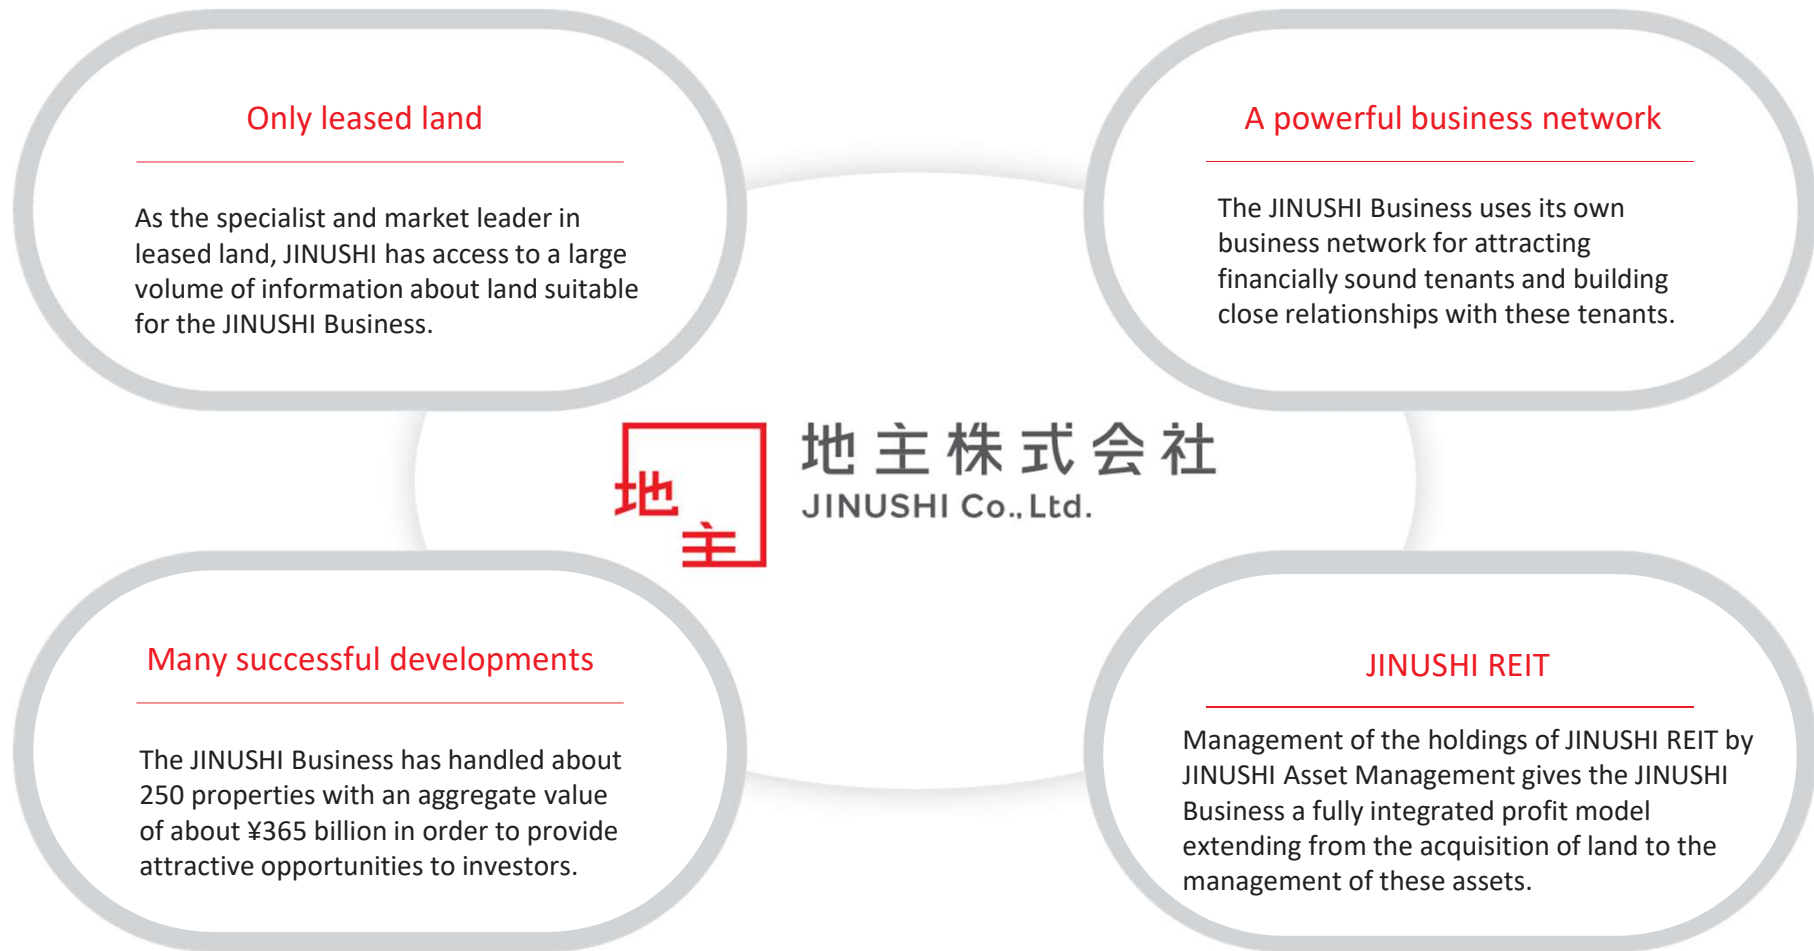 Only leased land
As the specialist and market leader in
leased land, JINUSHI has access to a large
volume of information about land suitable
for the JINUSHI Business.
A powerful business network
The JINUSHI Business uses its own
business network for attracting
financially sound tenants and building
close relationships with these tenants.
地主
地主株式会社
JINUSHI Co., Ltd.
Many successful developments
The JINUSHI Business has handled about
250 properties with an aggregate value
of about ¥365 billion in order to provide
attractive opportunities to investors.
JINUSHI REIT
Management of the holdings of JINUSHI REIT by
JINUSHI Asset Management gives the JINUSHI
Business a fully integrated profit model
extending from the acquisition of land to the
management of these assets.